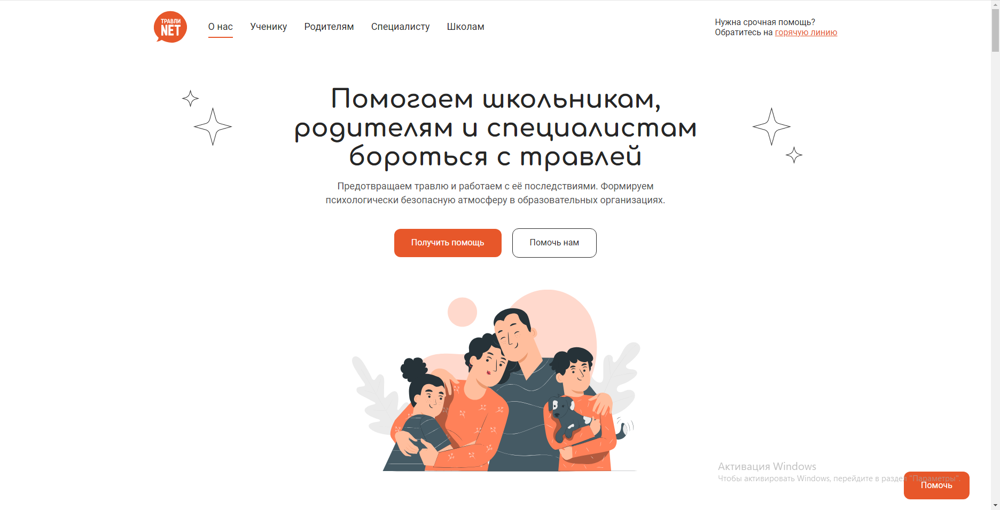 ТРАВЛИ
NET
О нас
Ученику
Родителям
Специалисту
Школам
Нужна срочная помощь?
Обратитесь на горячую линию
Помогаем школьникам,
родителям и специалистам
бороться с травлей
Предотвращаем травлю и работаем с её последствиями. Формируем
психологически безопасную атмосферу в образовательных организациях.
Получить помощь
Помочь нам
Активация Windows
Чтобы активировать Windows, перейдите в раздел "Параметры".
Помочь